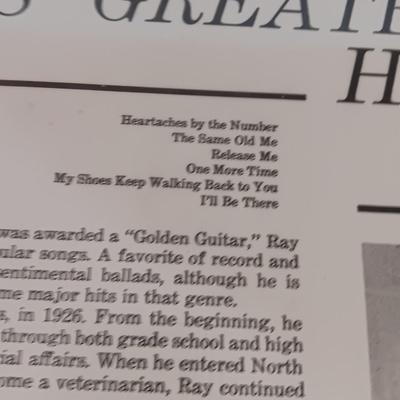 GREATE
H
Heartaches by the Number
The Same Old Me
Release Me
One More Time
My Shoes Keep Walking Back to You
I'll Be There
was awarded a "Golden Guitar," Ray
ular songs. A favorite of record and
sentimental ballads, although he is
me major hits in that genre.
s, in 1926. From the beginning, he
through both grade school and high
ial affairs. When he entered North
ome a veterinarian, Ray continued